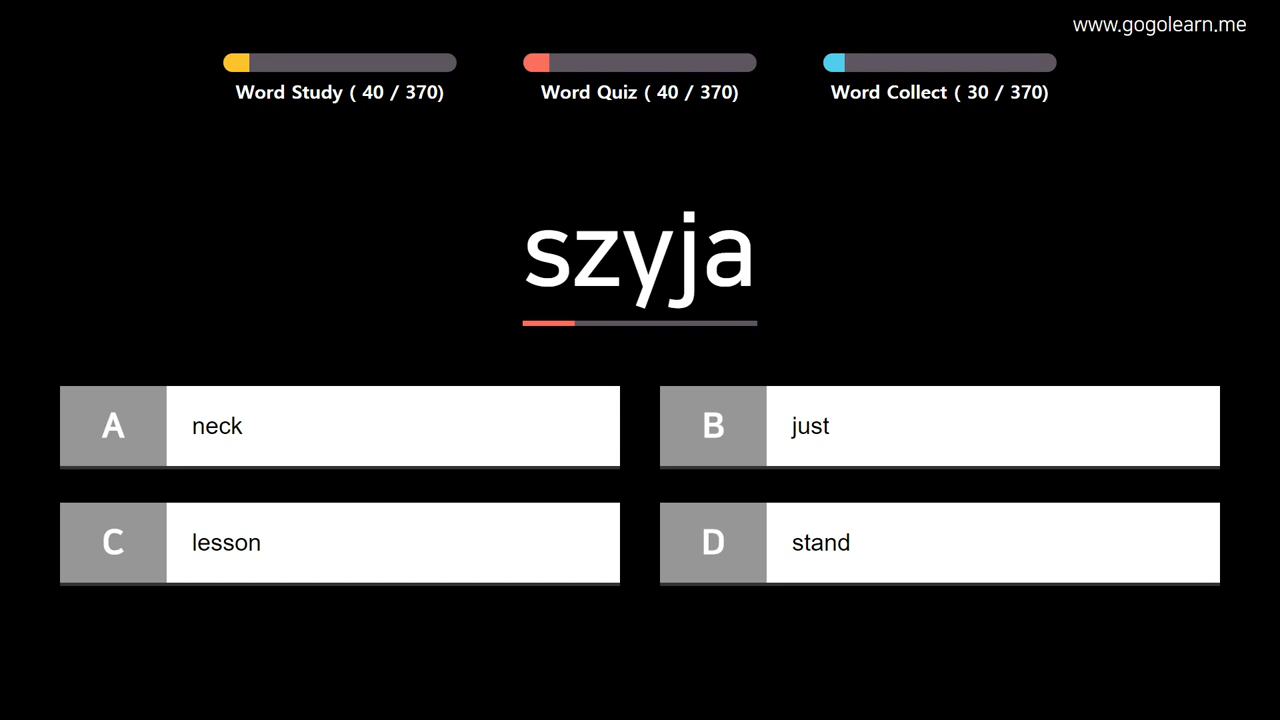 www.gogolearn.me
Word Study ( 40 / 370)
Word Quiz ( 40 / 370)
Word Collect ( 30 / 370)
szyja
A neck
B just
C lesson
D stand